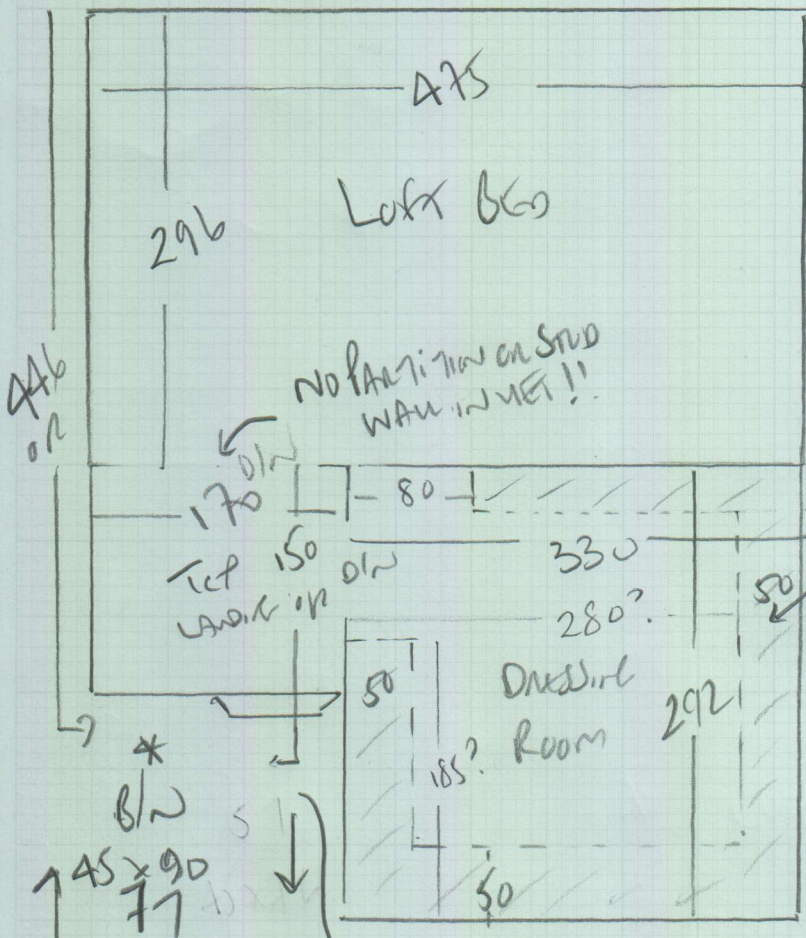 475
LOFT BED
296
446
OR
NO PARTITION OR STUD
WALL IN YET!!
D/N
170
80
150
D/N
TOP
LANDING OR
330
280?
50
50
DRESSING
ROOM
292
185?
*
B/N
45 x 90
77
50